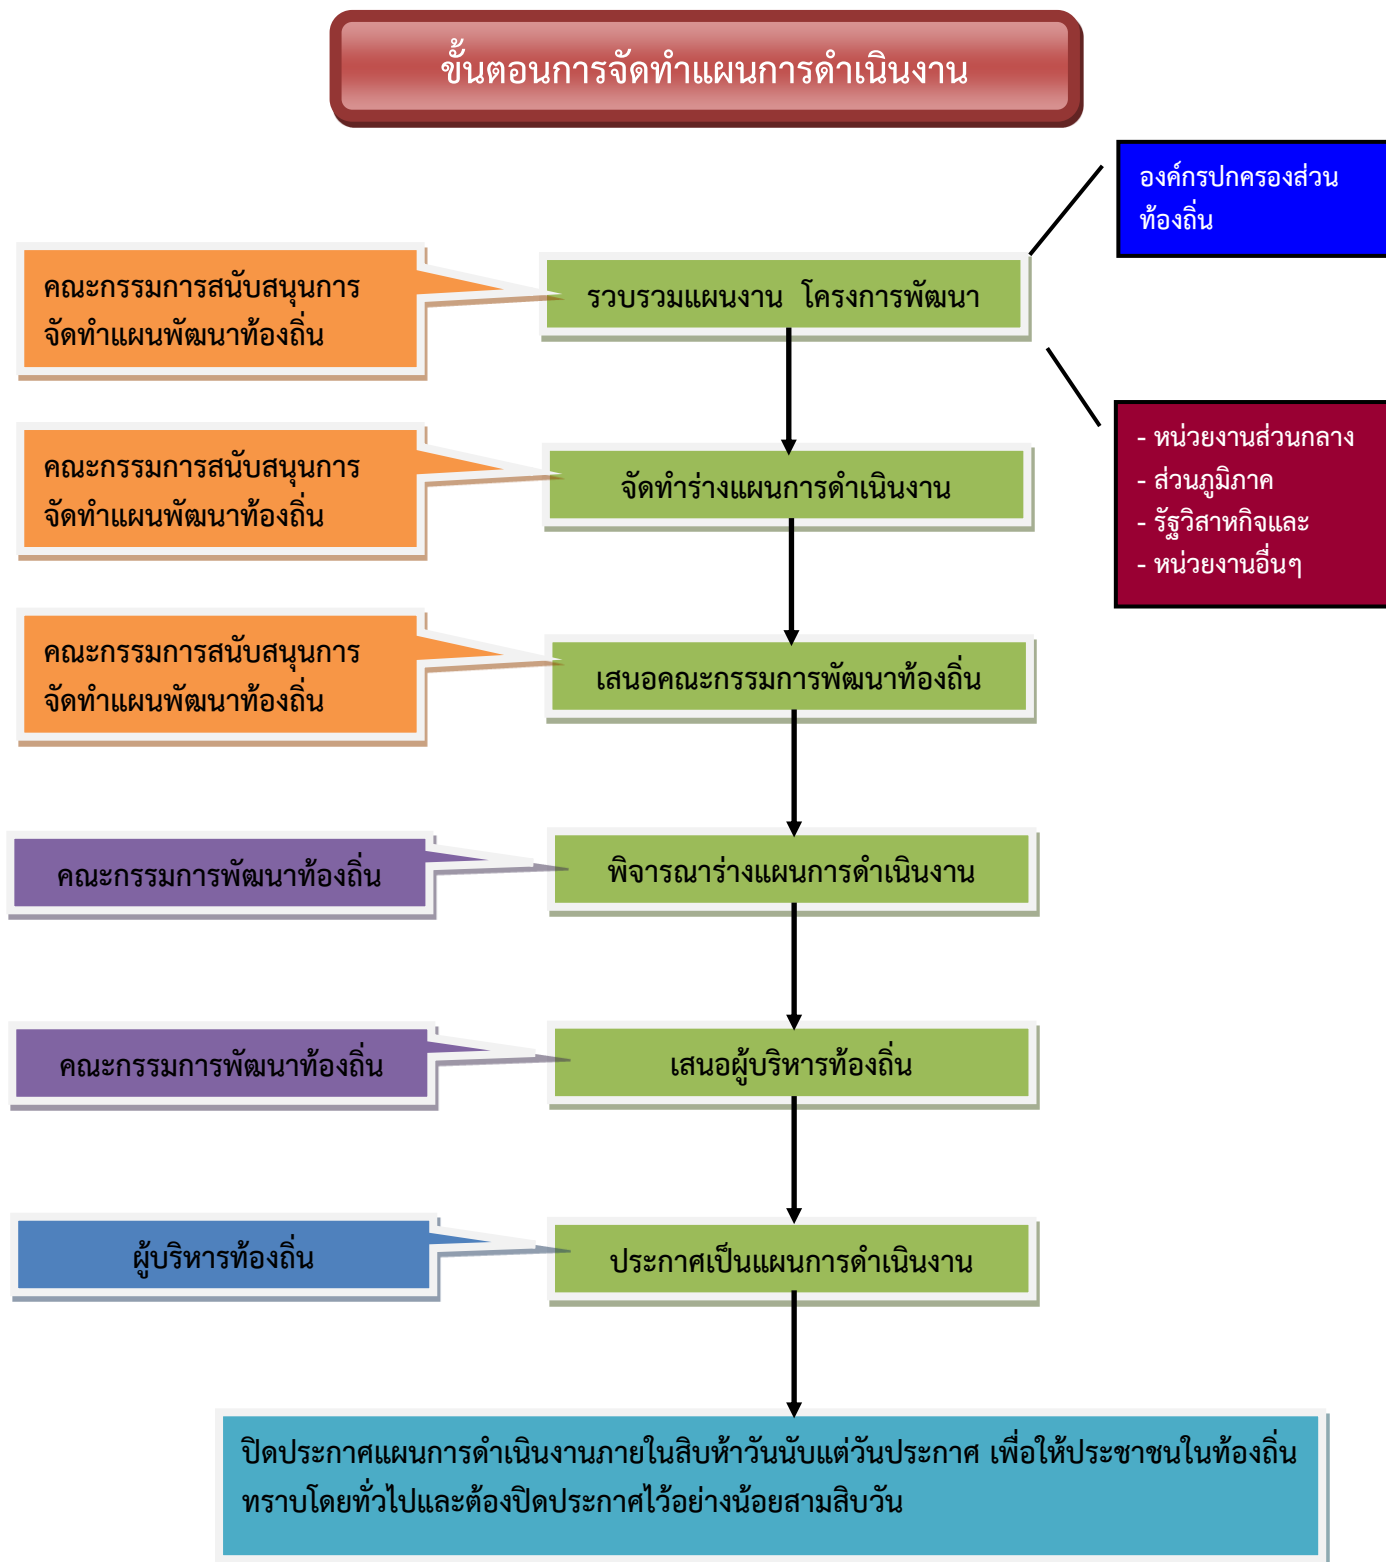 ขั้นตอนการจัดทำแผนการดำเนินงาน
องค์กรปกครองส่วน
ท้องถิ่น
คณะกรรมการสนับสนุนการ
จัดทำแผนพัฒนาท้องถิ่น
รวบรวมแผนงาน โครงการพัฒนา
- หน่วยงานส่วนกลาง
- ส่วนภูมิภาค
- รัฐวิสาหกิจและ
- หน่วยงานอื่นๆ
คณะกรรมการสนับสนุนการ
จัดทำแผนพัฒนาท้องถิ่น
จัดทำร่างแผนการดำเนินงาน
คณะกรรมการสนับสนุนการ
จัดทำแผนพัฒนาท้องถิ่น
เสนอคณะกรรมการพัฒนาท้องถิ่น
คณะกรรมการพัฒนาท้องถิ่น
พิจารณาร่างแผนการดำเนินงาน
คณะกรรมการพัฒนาท้องถิ่น
เสนอผู้บริหารท้องถิ่น
ผู้บริหารท้องถิ่น
ประกาศเป็นแผนการดำเนินงาน
ปิดประกาศแผนการดำเนินงานภายในสิบห้าวันนับแต่วันประกาศ เพื่อให้ประชาชนในท้องถิ่น
ทราบโดยทั่วไปและต้องปิดประกาศไว้อย่างน้อยสามสิบวัน